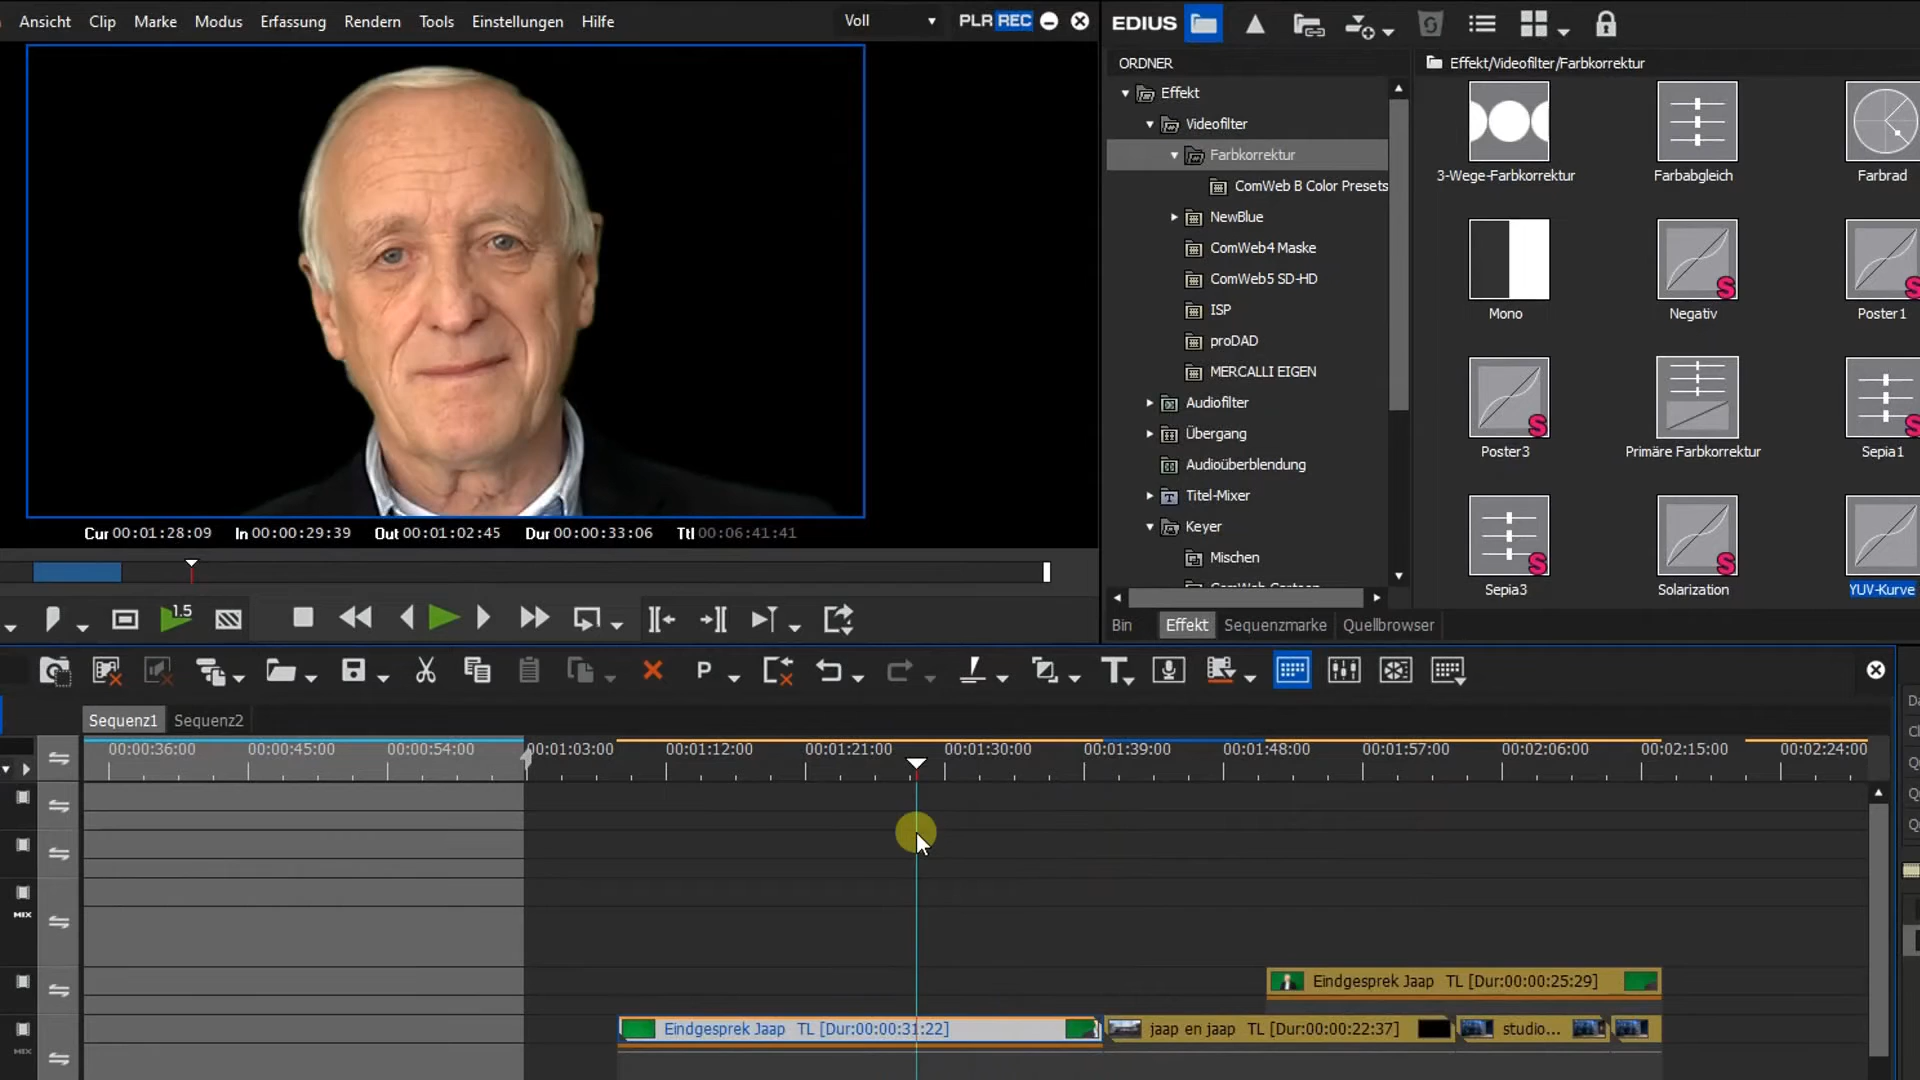 Ansicht Clip Marke Modus Erfassung Rendern Tools Einstellungen Hilfe Voll PLR REC
EDIUS
ORDNER
Effekt
Videofilter
Farbkorrektur
ComWeb B Color Presets
NewBlue
ComWeb4 Maske
ComWeb5 SD-HD
ISP
proDAD
MERCALLI EIGEN
Audiofilter
Übergang
Audioüberblendung
Titel-Mixer
Keyer
Mischen
Effekt/Videofilter/Farbkorrektur
3-Wege-Farbkorrektur Farbabgleich Farbrad
Mono Negativ Poster1
Poster3 Primäre Farbkorrektur Sepia1
Sepia3 Solarization YUV-Kurve
Cur 00:01:28:09 In 00:00:29:39 Out 00:01:02:45 Dur 00:00:33:06 Ttl 00:06:41:41
1.5
Bin Effekt Sequenzmarke Quellbrowser
P
Sequenz1 Sequenz2
00:00:36:00 00:00:45:00 00:00:54:00 00:01:03:00 00:01:12:00 00:01:21:00 00:01:30:00 00:01:39:00 00:01:48:00 00:01:57:00 00:02:06:00 00:02:15:00 00:02:24:00
MIX
Eindgesprek Jaap TL [Dur:00:00:25:29]
Eindgesprek Jaap TL [Dur:00:00:31:22] jaap en jaap TL [Dur:00:00:22:37] studio...
MIX